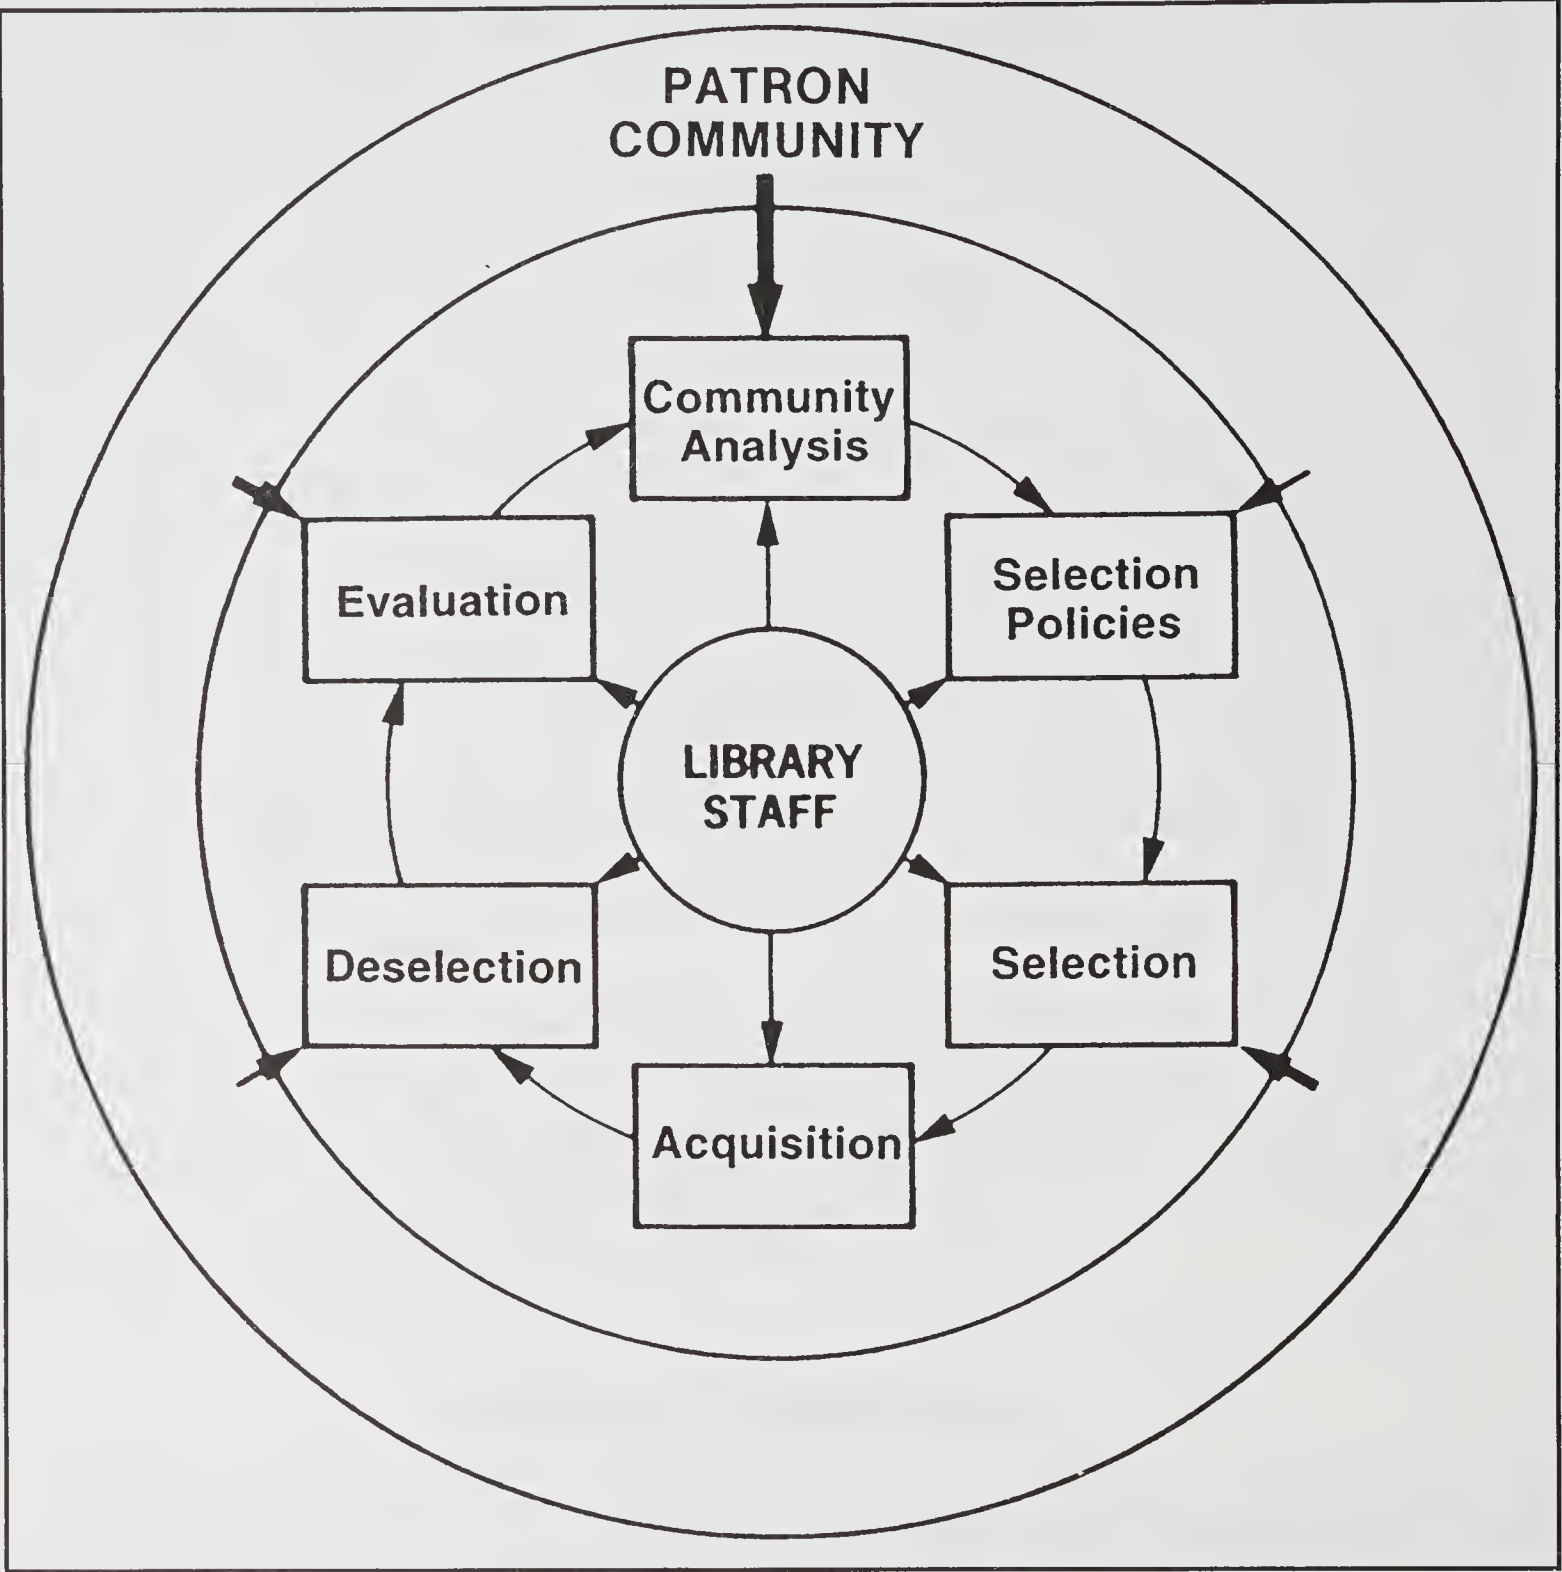 PATRON
COMMUNITY
Community
Analysis
Selection
Policies
Evaluation
LIBRARY
STAFF
Selection
Deselection
Acquisition